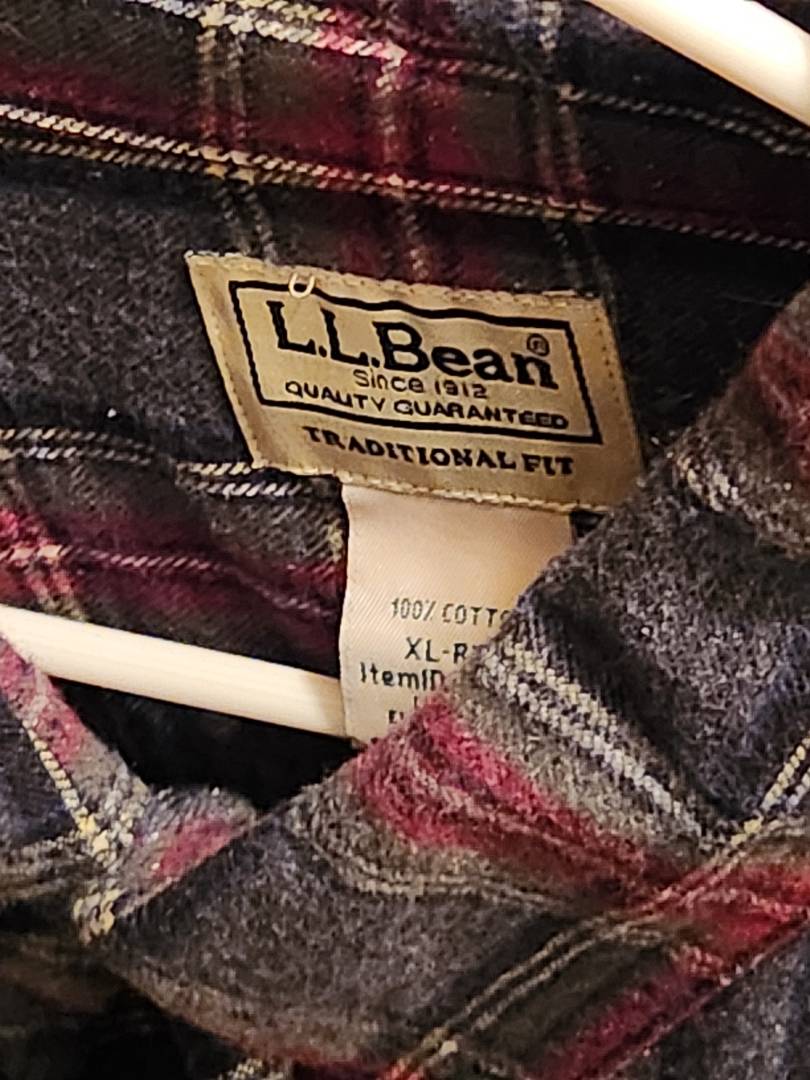 L.L.Bean®
Since 1912
QUALITY GUARANTEED
TRADITIONAL FIT
100% COTTO
XL-R
ItemID